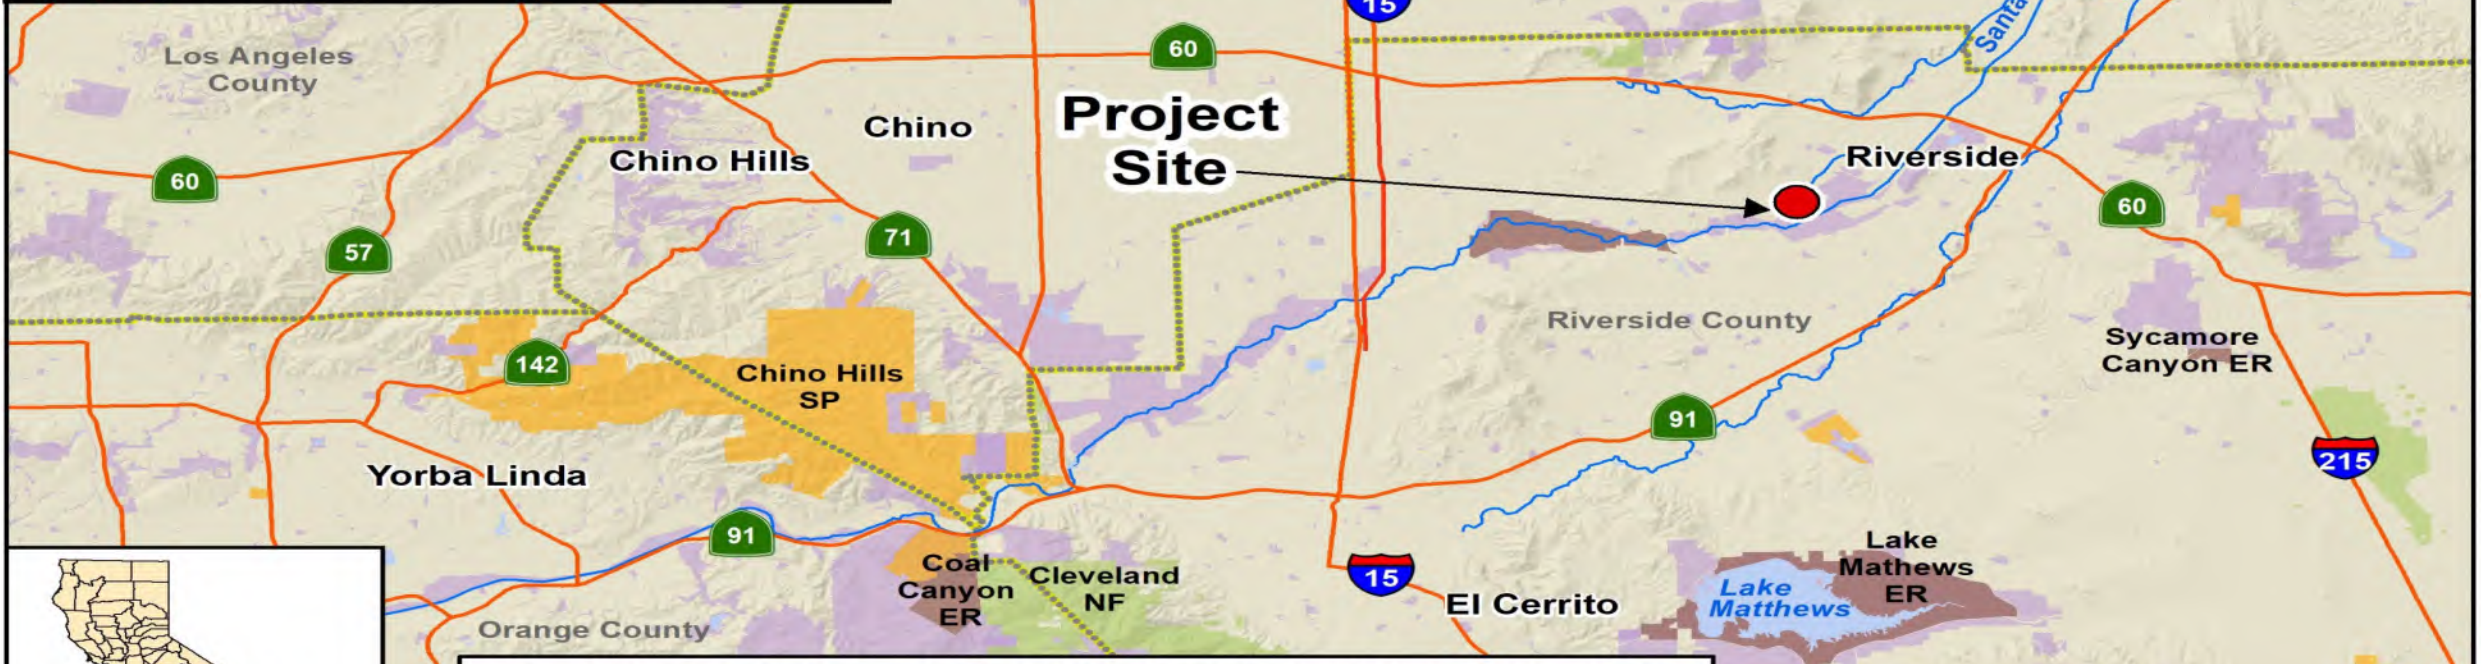 15
Santa
60
Los Angeles
County
Project
Site
Chino
Chino Hills
Riverside
60
60
57
71
Riverside County
Sycamore
Canyon ER
142
Chino Hills
SP
91
215
Yorba Linda
91
Lake
Mathews
ER
Coal
Canyon
ER
Cleveland
NF
15
Lake
Matthews
El Cerrito
Orange County